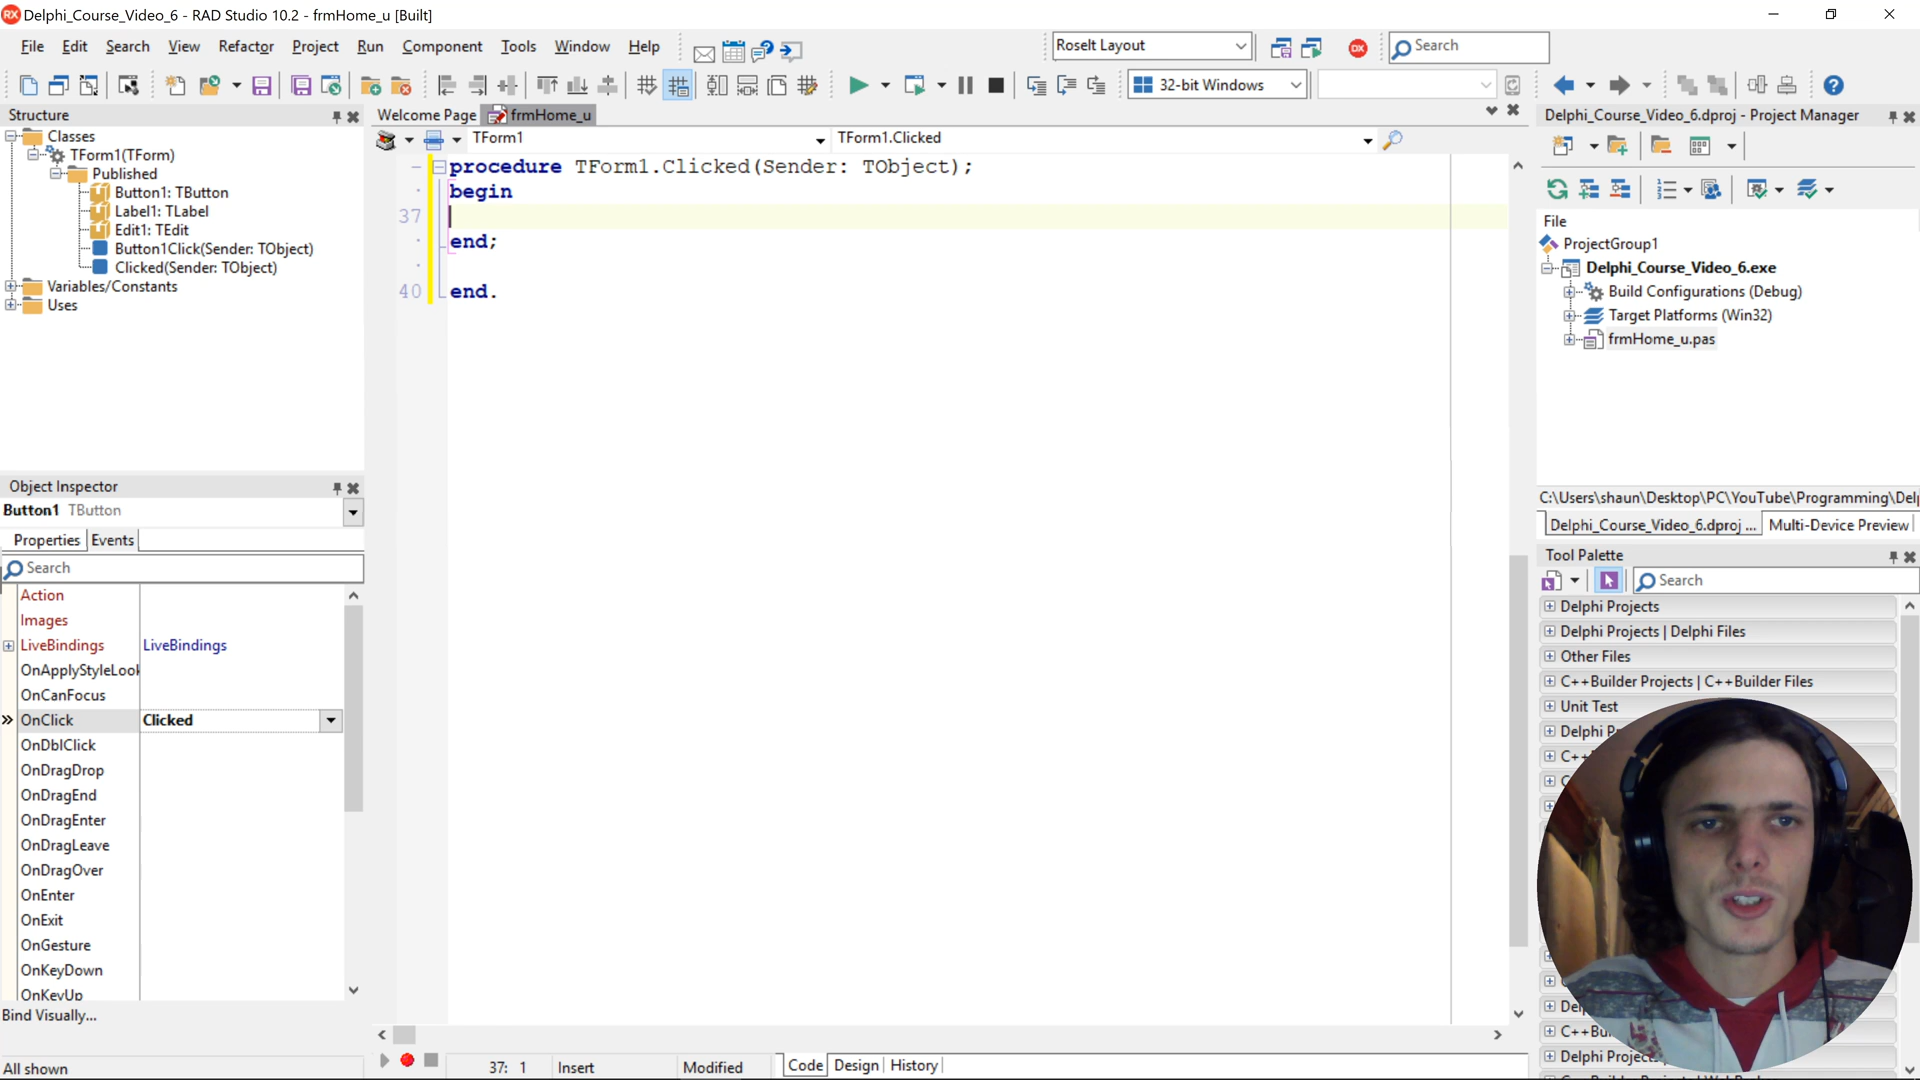 Delphi_Course_Video_6 - RAD Studio 10.2 - frmHome_u [Built]
File Edit Search View Refactor Project Run Component Tools Window Help
Roselt Layout
DX
Search
32-bit Windows
Structure
Classes
TForm1(TForm)
Published
Button1: TButton
Label1: TLabel
Edit1: TEdit
Button1Click(Sender: TObject)
Clicked(Sender: TObject)
Variables/Constants
Uses
Welcome Page
frmHome_u
TForm1
TForm1.Clicked
procedure TForm1.Clicked(Sender: TObject);
begin
37
end;
40 end.
37: 1
Insert
Modified
Code Design History
Object Inspector
Button1 TButton
Properties Events
Search
Action
Images
LiveBindings LiveBindings
OnApplyStyleLook
OnCanFocus
OnClick Clicked
OnDblClick
OnDragDrop
OnDragEnd
OnDragEnter
OnDragLeave
OnDragOver
OnEnter
OnExit
OnGesture
OnKeyDown
OnKeyUp
Bind Visually...
All shown
Delphi_Course_Video_6.dproj - Project Manager
File
ProjectGroup1
Delphi_Course_Video_6.exe
Build Configurations (Debug)
Target Platforms (Win32)
frmHome_u.pas
C:\Users\shaun\Desktop\PC\YouTube\Programming\Del
Delphi_Course_Video_6.dproj ...
Multi-Device Preview
Tool Palette
Search
Delphi Projects
Delphi Projects | Delphi Files
Other Files
C++Builder Projects | C++Builder Files
Unit Test